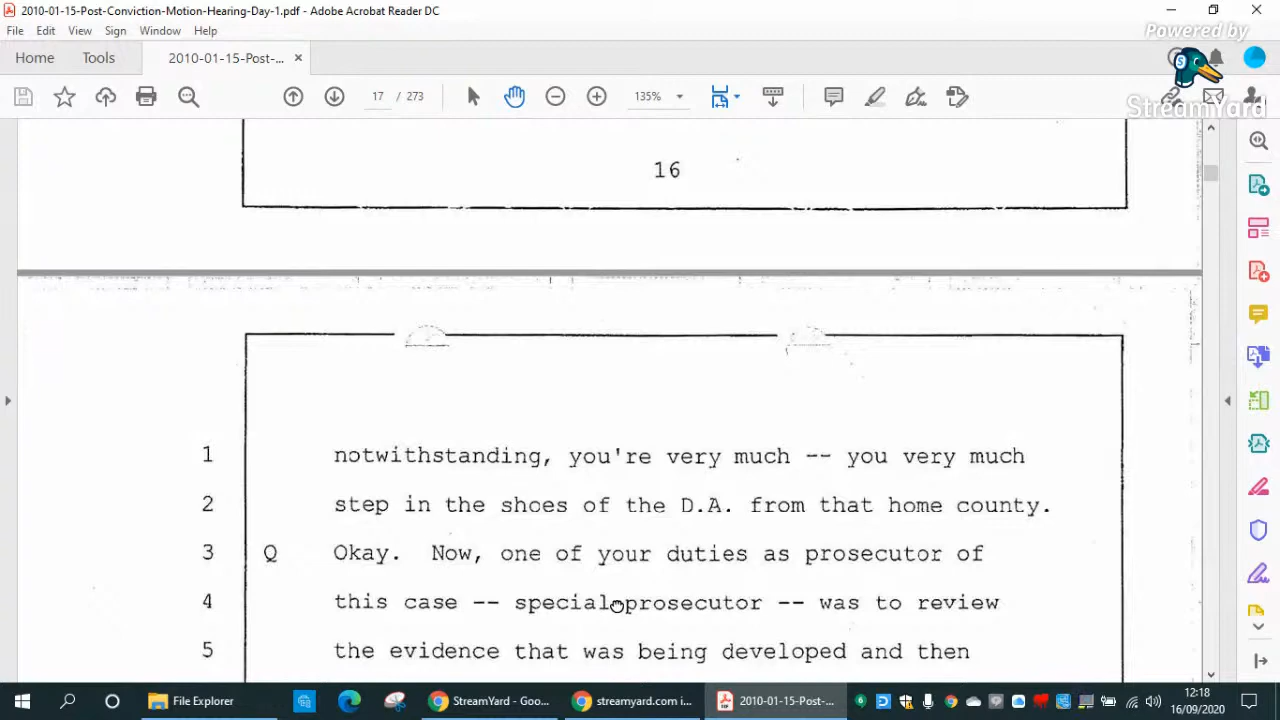 2010-01-15-Post-Conviction-Motion-Hearing-Day-1.pdf - Adobe Acrobat Reader DC
Powered by
File Edit View Sign Window Help
Home Tools 2010-01-15-Post-... ×
StreamYard
17 / 273 135%
16
1 notwithstanding, you're very much -- you very much
2 step in the shoes of the D.A. from that home county.
3 Q Okay. Now, one of your duties as prosecutor of
4 this case -- special prosecutor -- was to review
5 the evidence that was being developed and then
File Explorer StreamYard - Goo... streamyard.com i... 2010-01-15-Post-...
12:18
16/09/2020